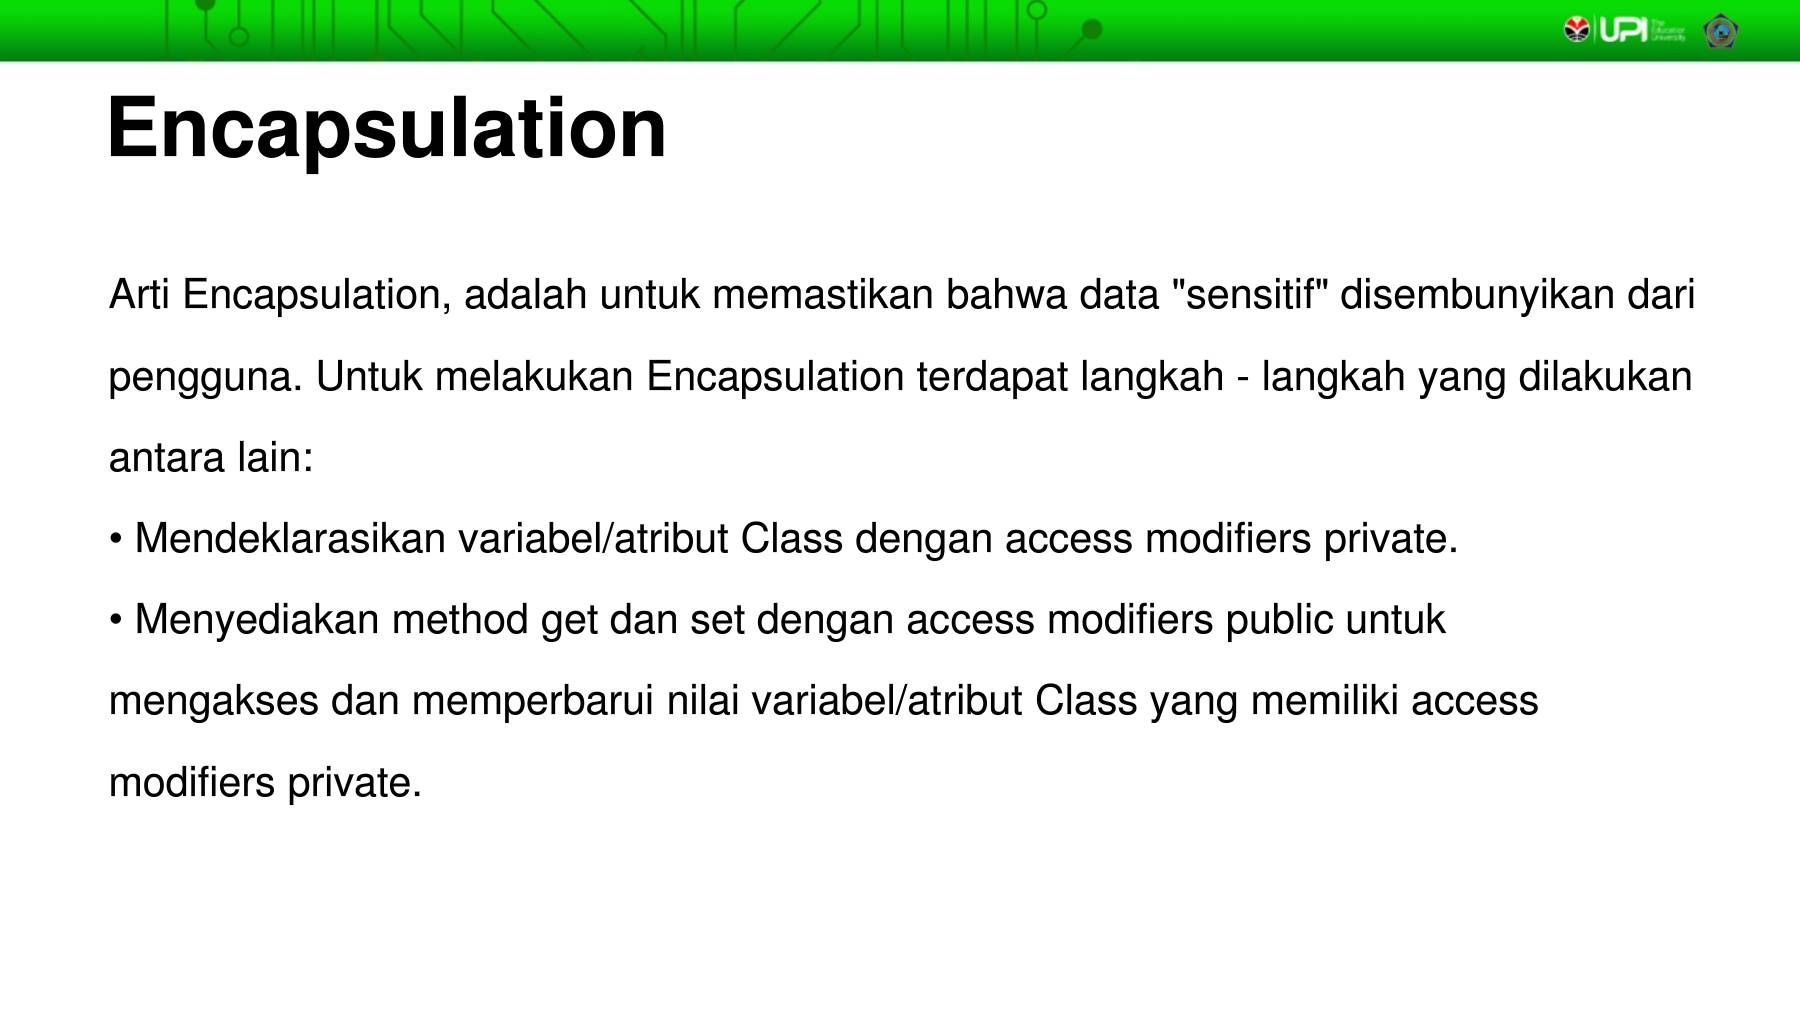 UPI The Education University
Encapsulation
Arti Encapsulation, adalah untuk memastikan bahwa data "sensitif" disembunyikan dari
pengguna. Untuk melakukan Encapsulation terdapat langkah - langkah yang dilakukan
antara lain:
• Mendeklarasikan variabel/atribut Class dengan access modifiers private.
• Menyediakan method get dan set dengan access modifiers public untuk
mengakses dan memperbarui nilai variabel/atribut Class yang memiliki access
modifiers private.